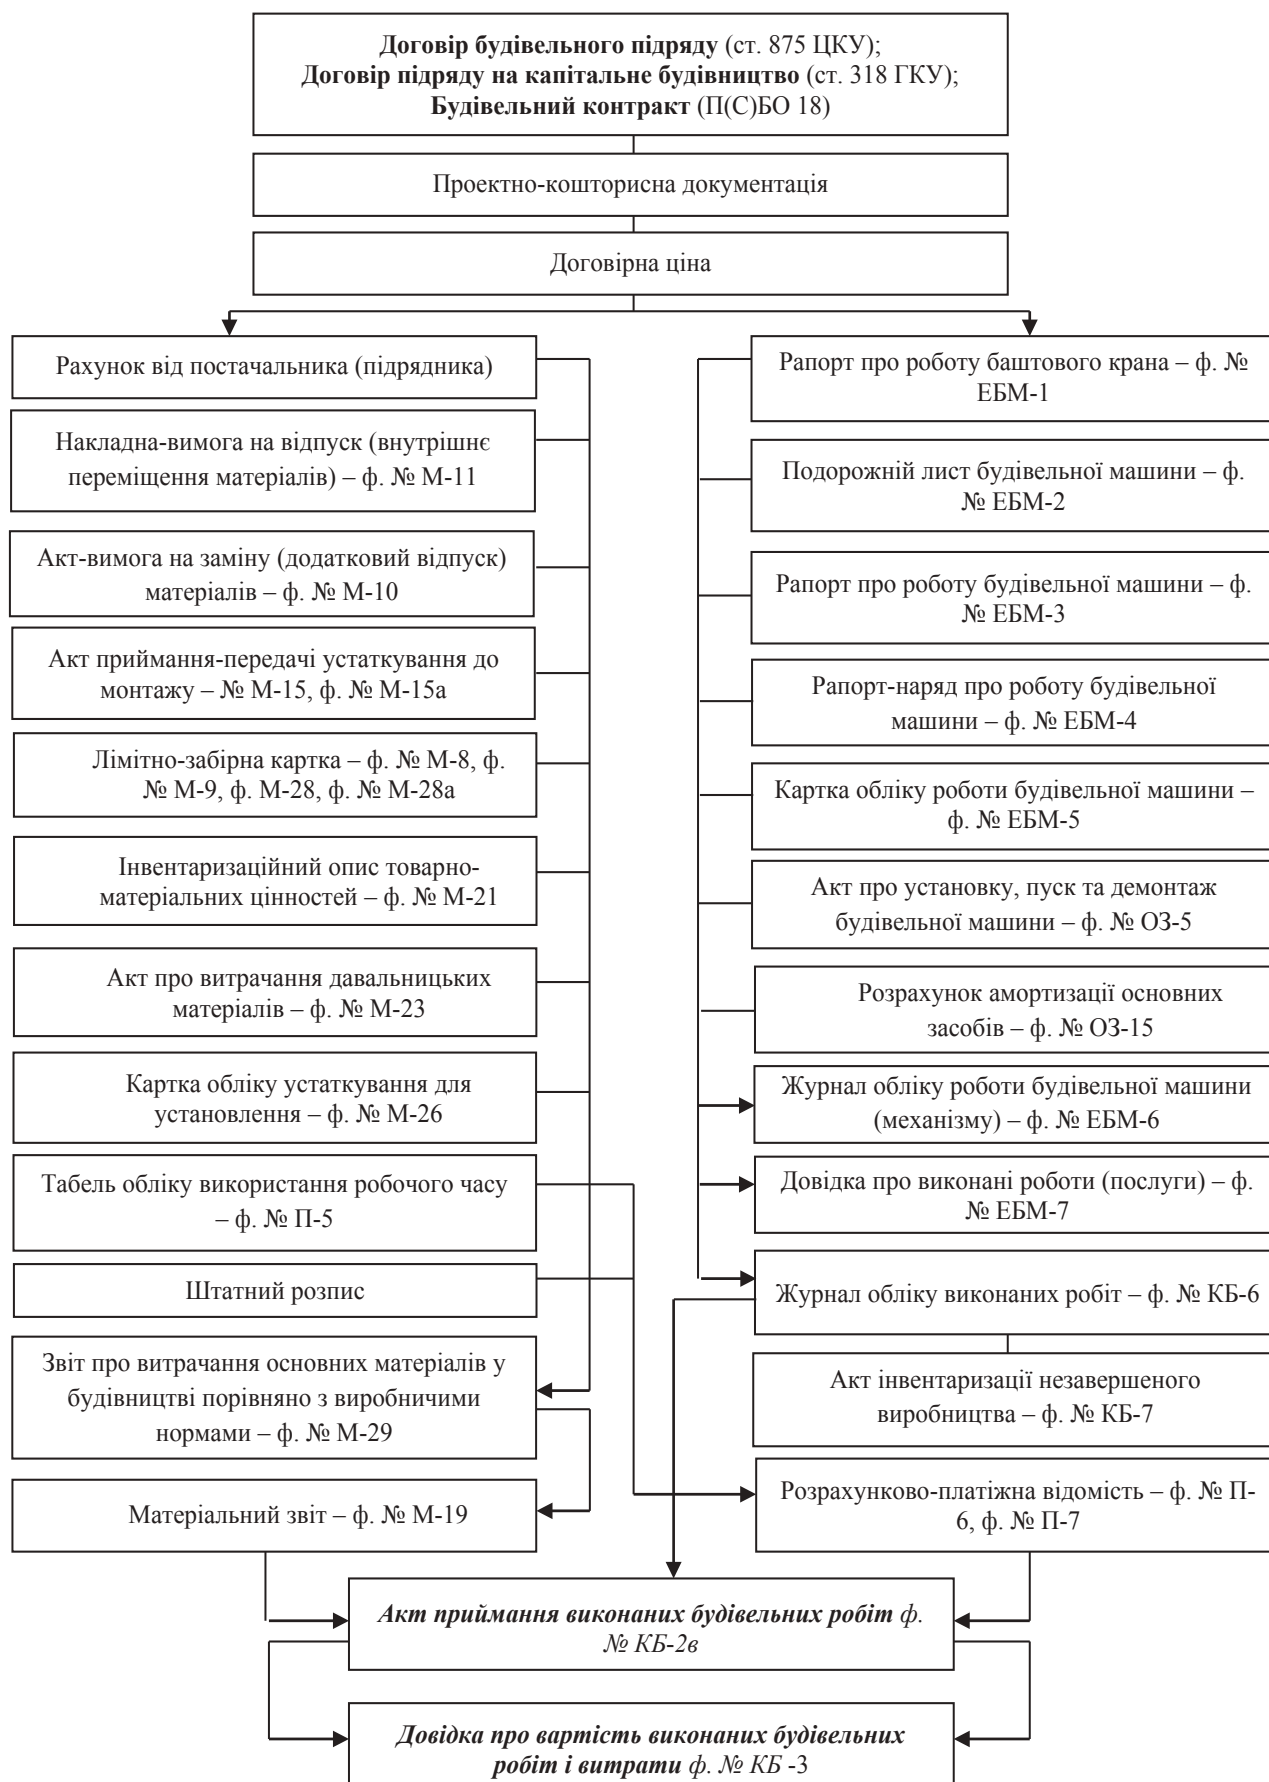 Договір будівельного підряду (ст. 875 ЦКУ);
Договір підряду на капітальне будівництво (ст. 318 ГКУ);
Будівельний контракт (П(С)БО 18)
Проектно-кошторисна документація
Договірна ціна
Рахунок від постачальника (підрядника)
Накладна-вимога на відпуск (внутрішнє
переміщення матеріалів) – ф. № М-11
Акт-вимога на заміну (додатковий відпуск)
матеріалів – ф. № М-10
Акт приймання-передачі устаткування до
монтажу – № М-15, ф. № М-15а
Лімітно-забірна картка – ф. № М-8, ф.
№ М-9, ф. М-28, ф. № М-28а
Інвентаризаційний опис товарно-
матеріальних цінностей – ф. № М-21
Акт про витрачання давальницьких
матеріалів – ф. № М-23
Картка обліку устаткування для
установлення – ф. № М-26
Табель обліку використання робочого часу
– ф. № П-5
Штатний розпис
Звіт про витрачання основних матеріалів у
будівництві порівняно з виробничими
нормами – ф. № М-29
Матеріальний звіт – ф. № М-19
Рапорт про роботу баштового крана – ф. №
ЕБМ-1
Подорожній лист будівельної машини – ф.
№ ЕБМ-2
Рапорт про роботу будівельної машини – ф.
№ ЕБМ-3
Рапорт-наряд про роботу будівельної
машини – ф. № ЕБМ-4
Картка обліку роботи будівельної машини –
ф. № ЕБМ-5
Акт про установку, пуск та демонтаж
будівельної машини – ф. № ОЗ-5
Розрахунок амортизації основних
засобів – ф. № ОЗ-15
Журнал обліку роботи будівельної машини
(механізму) – ф. № ЕБМ-6
Довідка про виконані роботи (послуги) – ф.
№ ЕБМ-7
Журнал обліку виконаних робіт – ф. № КБ-6
Акт інвентаризації незавершеного
виробництва – ф. № КБ-7
Розрахунково-платіжна відомість – ф. № П-
6, ф. № П-7
Акт приймання виконаних будівельних робіт ф.
№ КБ-2в
Довідка про вартість виконаних будівельних
робіт і витрати ф. № КБ -3